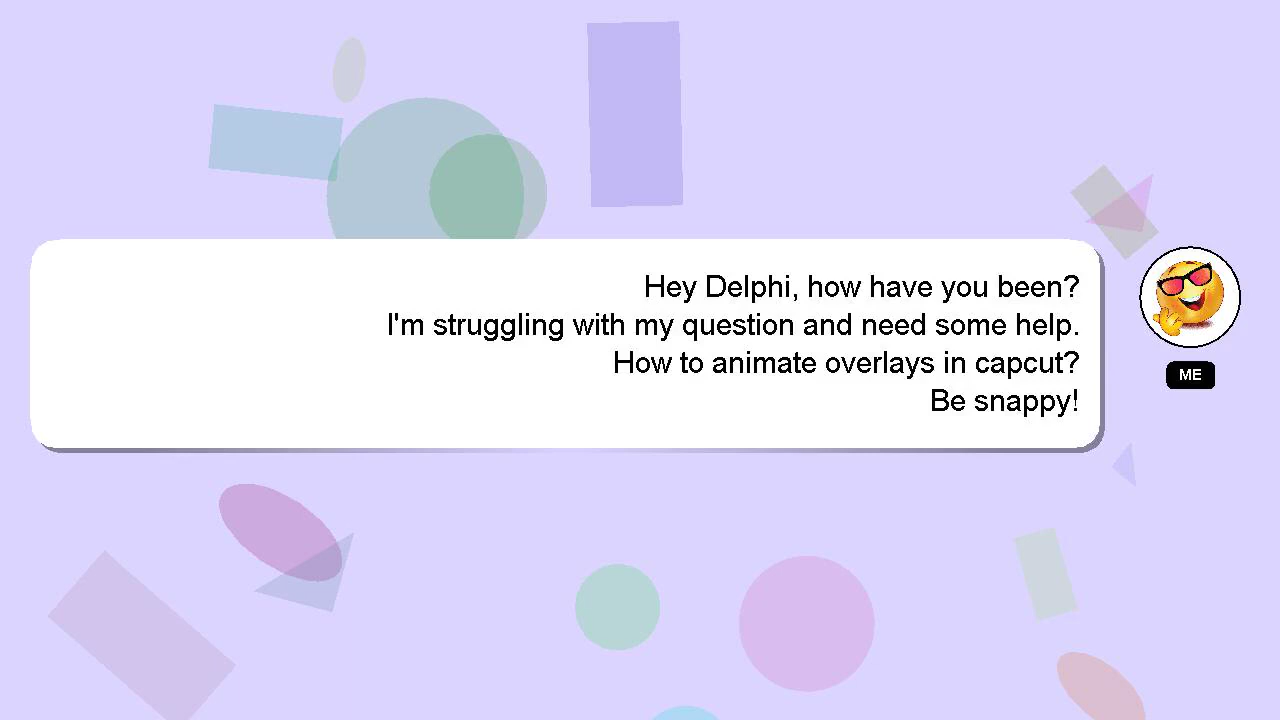 Hey Delphi, how have you been?
I'm struggling with my question and need some help.
How to animate overlays in capcut?
Be snappy!
ME